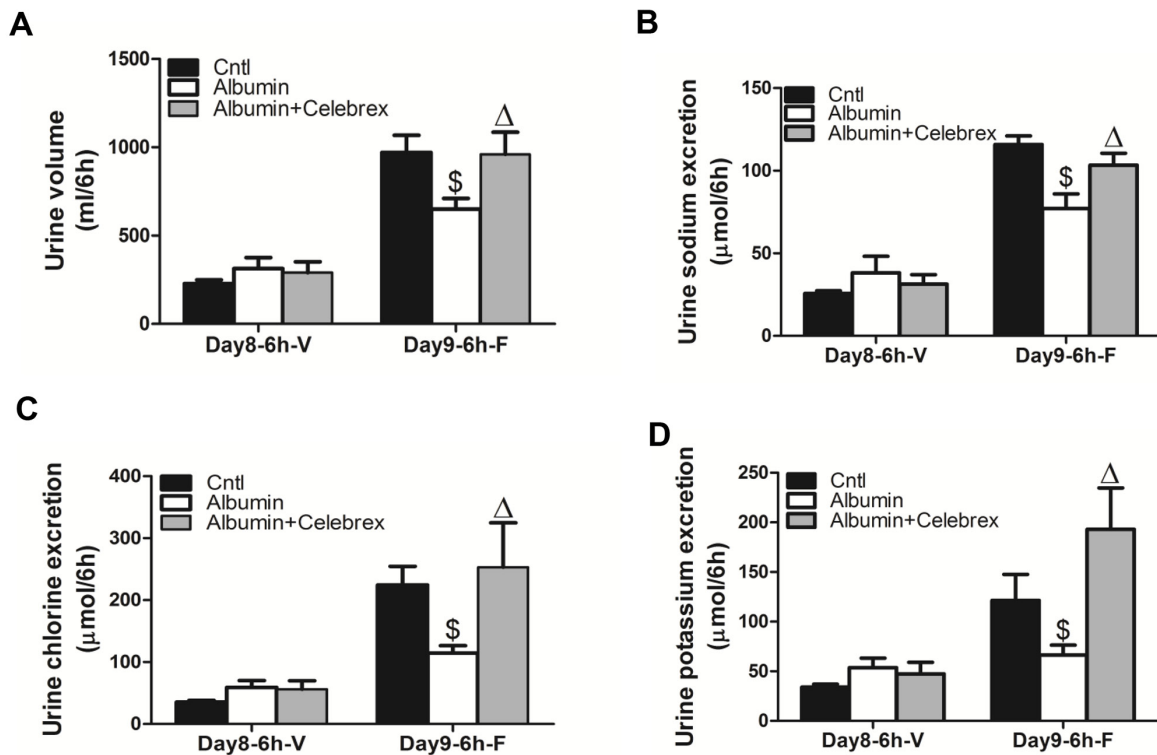 A
Urine volume
(ml/6h)
1500
1000
500
0
Cntl
Albumin
Albumin+Celebrex
$
Δ
Day8-6h-V
Day9-6h-F
B
Urine sodium excretion
(μmol/6h)
150
100
50
0
Cntl
Albumin
Albumin+Celebrex
$
Δ
Day8-6h-V
Day9-6h-F
C
Urine chlorine excretion
(μmol/6h)
400
300
200
100
0
Cntl
Albumin
Albumin+Celebrex
$
Δ
Day8-6h-V
Day9-6h-F
D
Urine potassium excretion
(μmol/6h)
250
200
150
100
50
0
Cntl
Albumin
Albumin+Celebrex
$
Δ
Day8-6h-V
Day9-6h-F